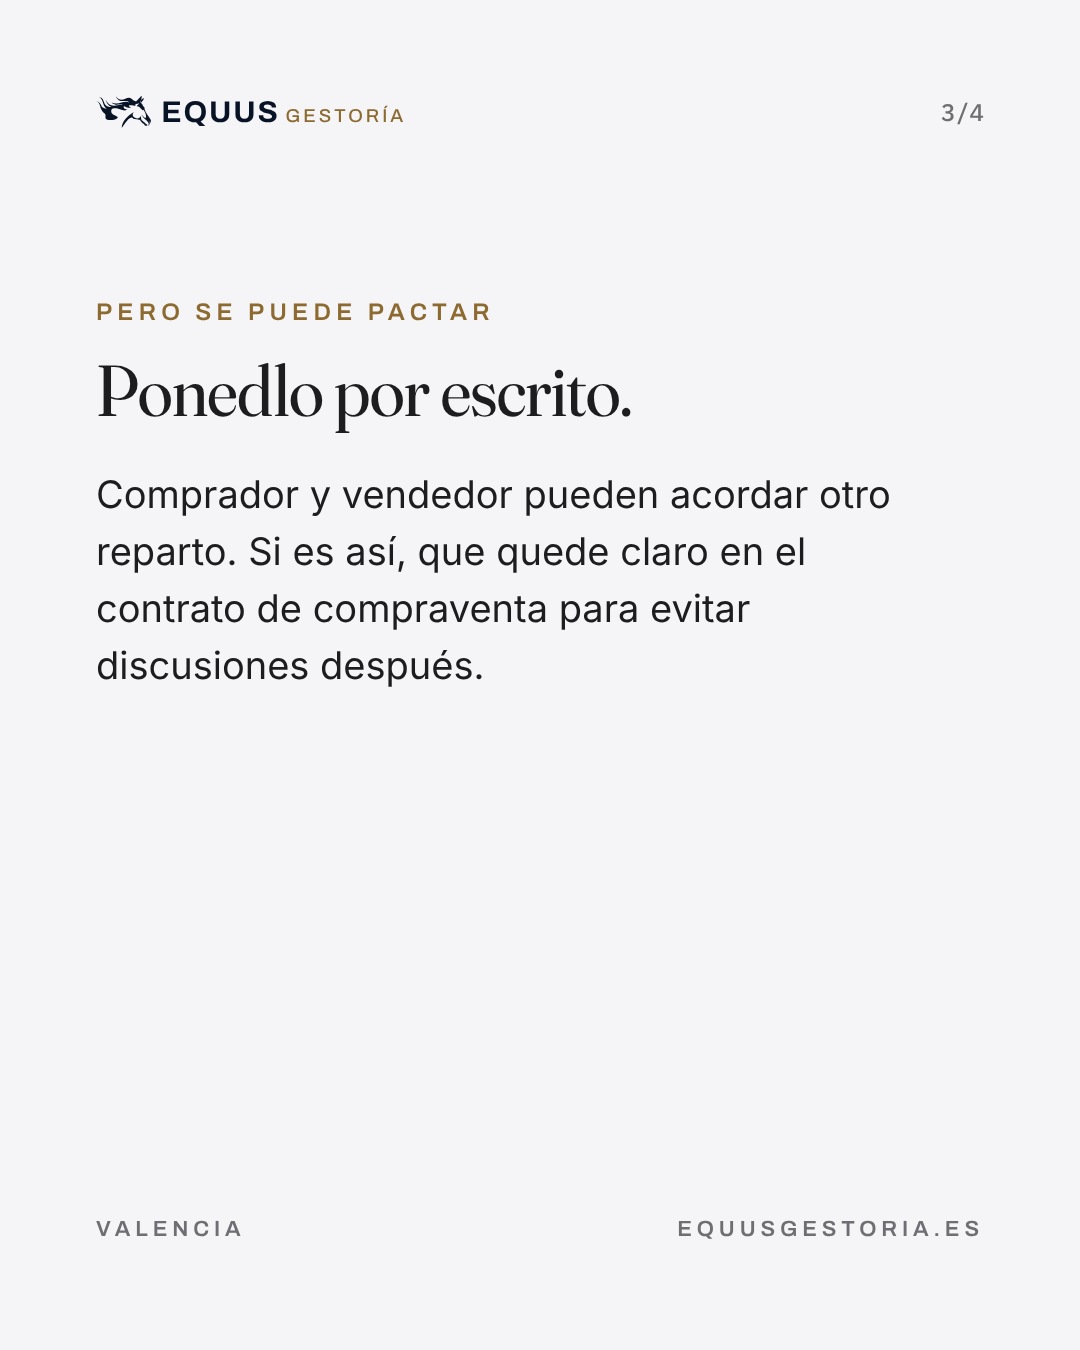 EQUUS GESTORÍA
3/4
PERO SE PUEDE PACTAR
Ponedlo por escrito.
Comprador y vendedor pueden acordar otro
reparto. Si es así, que quede claro en el
contrato de compraventa para evitar
discusiones después.
VALENCIA
EQUUSGESTORIA.ES